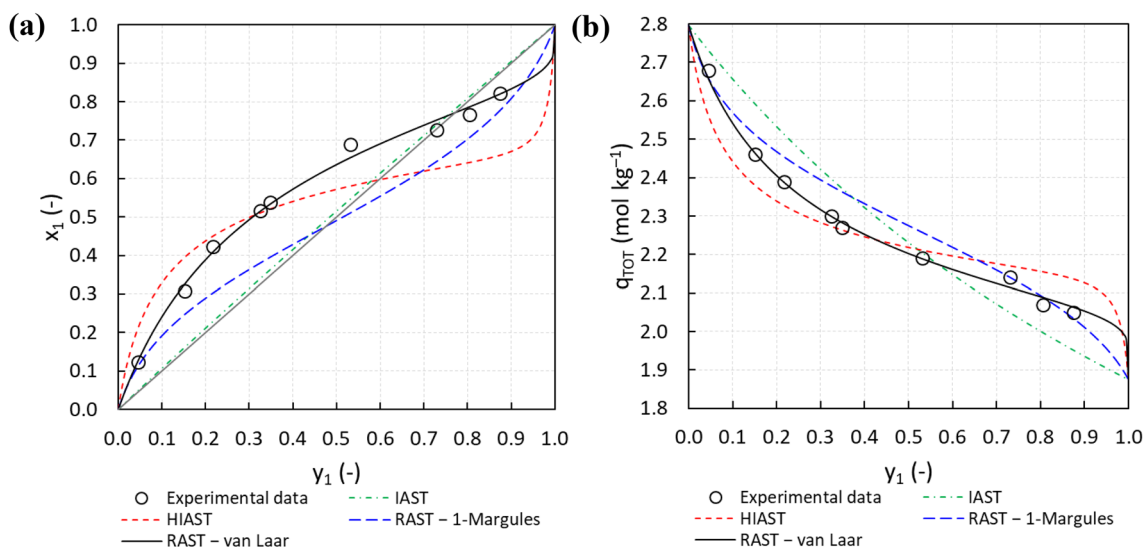 (a)
1.0
0.9
0.8
0.7
0.6
0.5
0.4
0.3
0.2
0.1
0.0
x1 (-)
0.0 0.1 0.2 0.3 0.4 0.5 0.6 0.7 0.8 0.9 1.0
y1 (-)
Experimental data
IAST
HIAST
RAST – 1-Margules
RAST – van Laar
(b)
2.8
2.7
2.6
2.5
2.4
2.3
2.2
2.1
2.0
1.9
1.8
qTOT (mol kg−1)
0.0 0.1 0.2 0.3 0.4 0.5 0.6 0.7 0.8 0.9 1.0
y1 (-)
Experimental data
IAST
HIAST
RAST – 1-Margules
RAST – van Laar